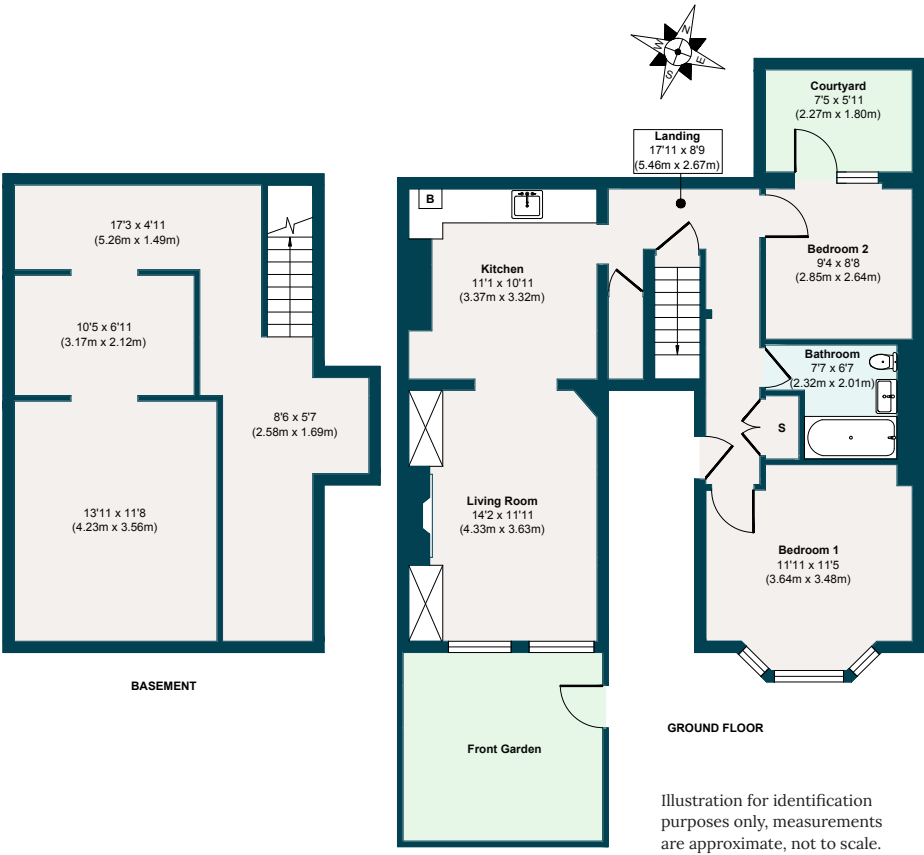 N
W
E
S
Courtyard
7'5 x 5'11
(2.27m x 1.80m)
Landing
17'11 x 8'9
(5.46m x 2.67m)
17'3 x 4'11
(5.26m x 1.49m)
B
Kitchen
11'1 x 10'11
(3.37m x 3.32m)
Bedroom 2
9'4 x 8'8
(2.85m x 2.64m)
10'5 x 6'11
(3.17m x 2.12m)
Bathroom
7'7 x 6'7
(2.32m x 2.01m)
8'6 x 5'7
(2.58m x 1.69m)
S
13'11 x 11'8
(4.23m x 3.56m)
Living Room
14'2 x 11'11
(4.33m x 3.63m)
Bedroom 1
11'11 x 11'5
(3.64m x 3.48m)
BASEMENT
GROUND FLOOR
Front Garden
Illustration for identification
purposes only, measurements
are approximate, not to scale.